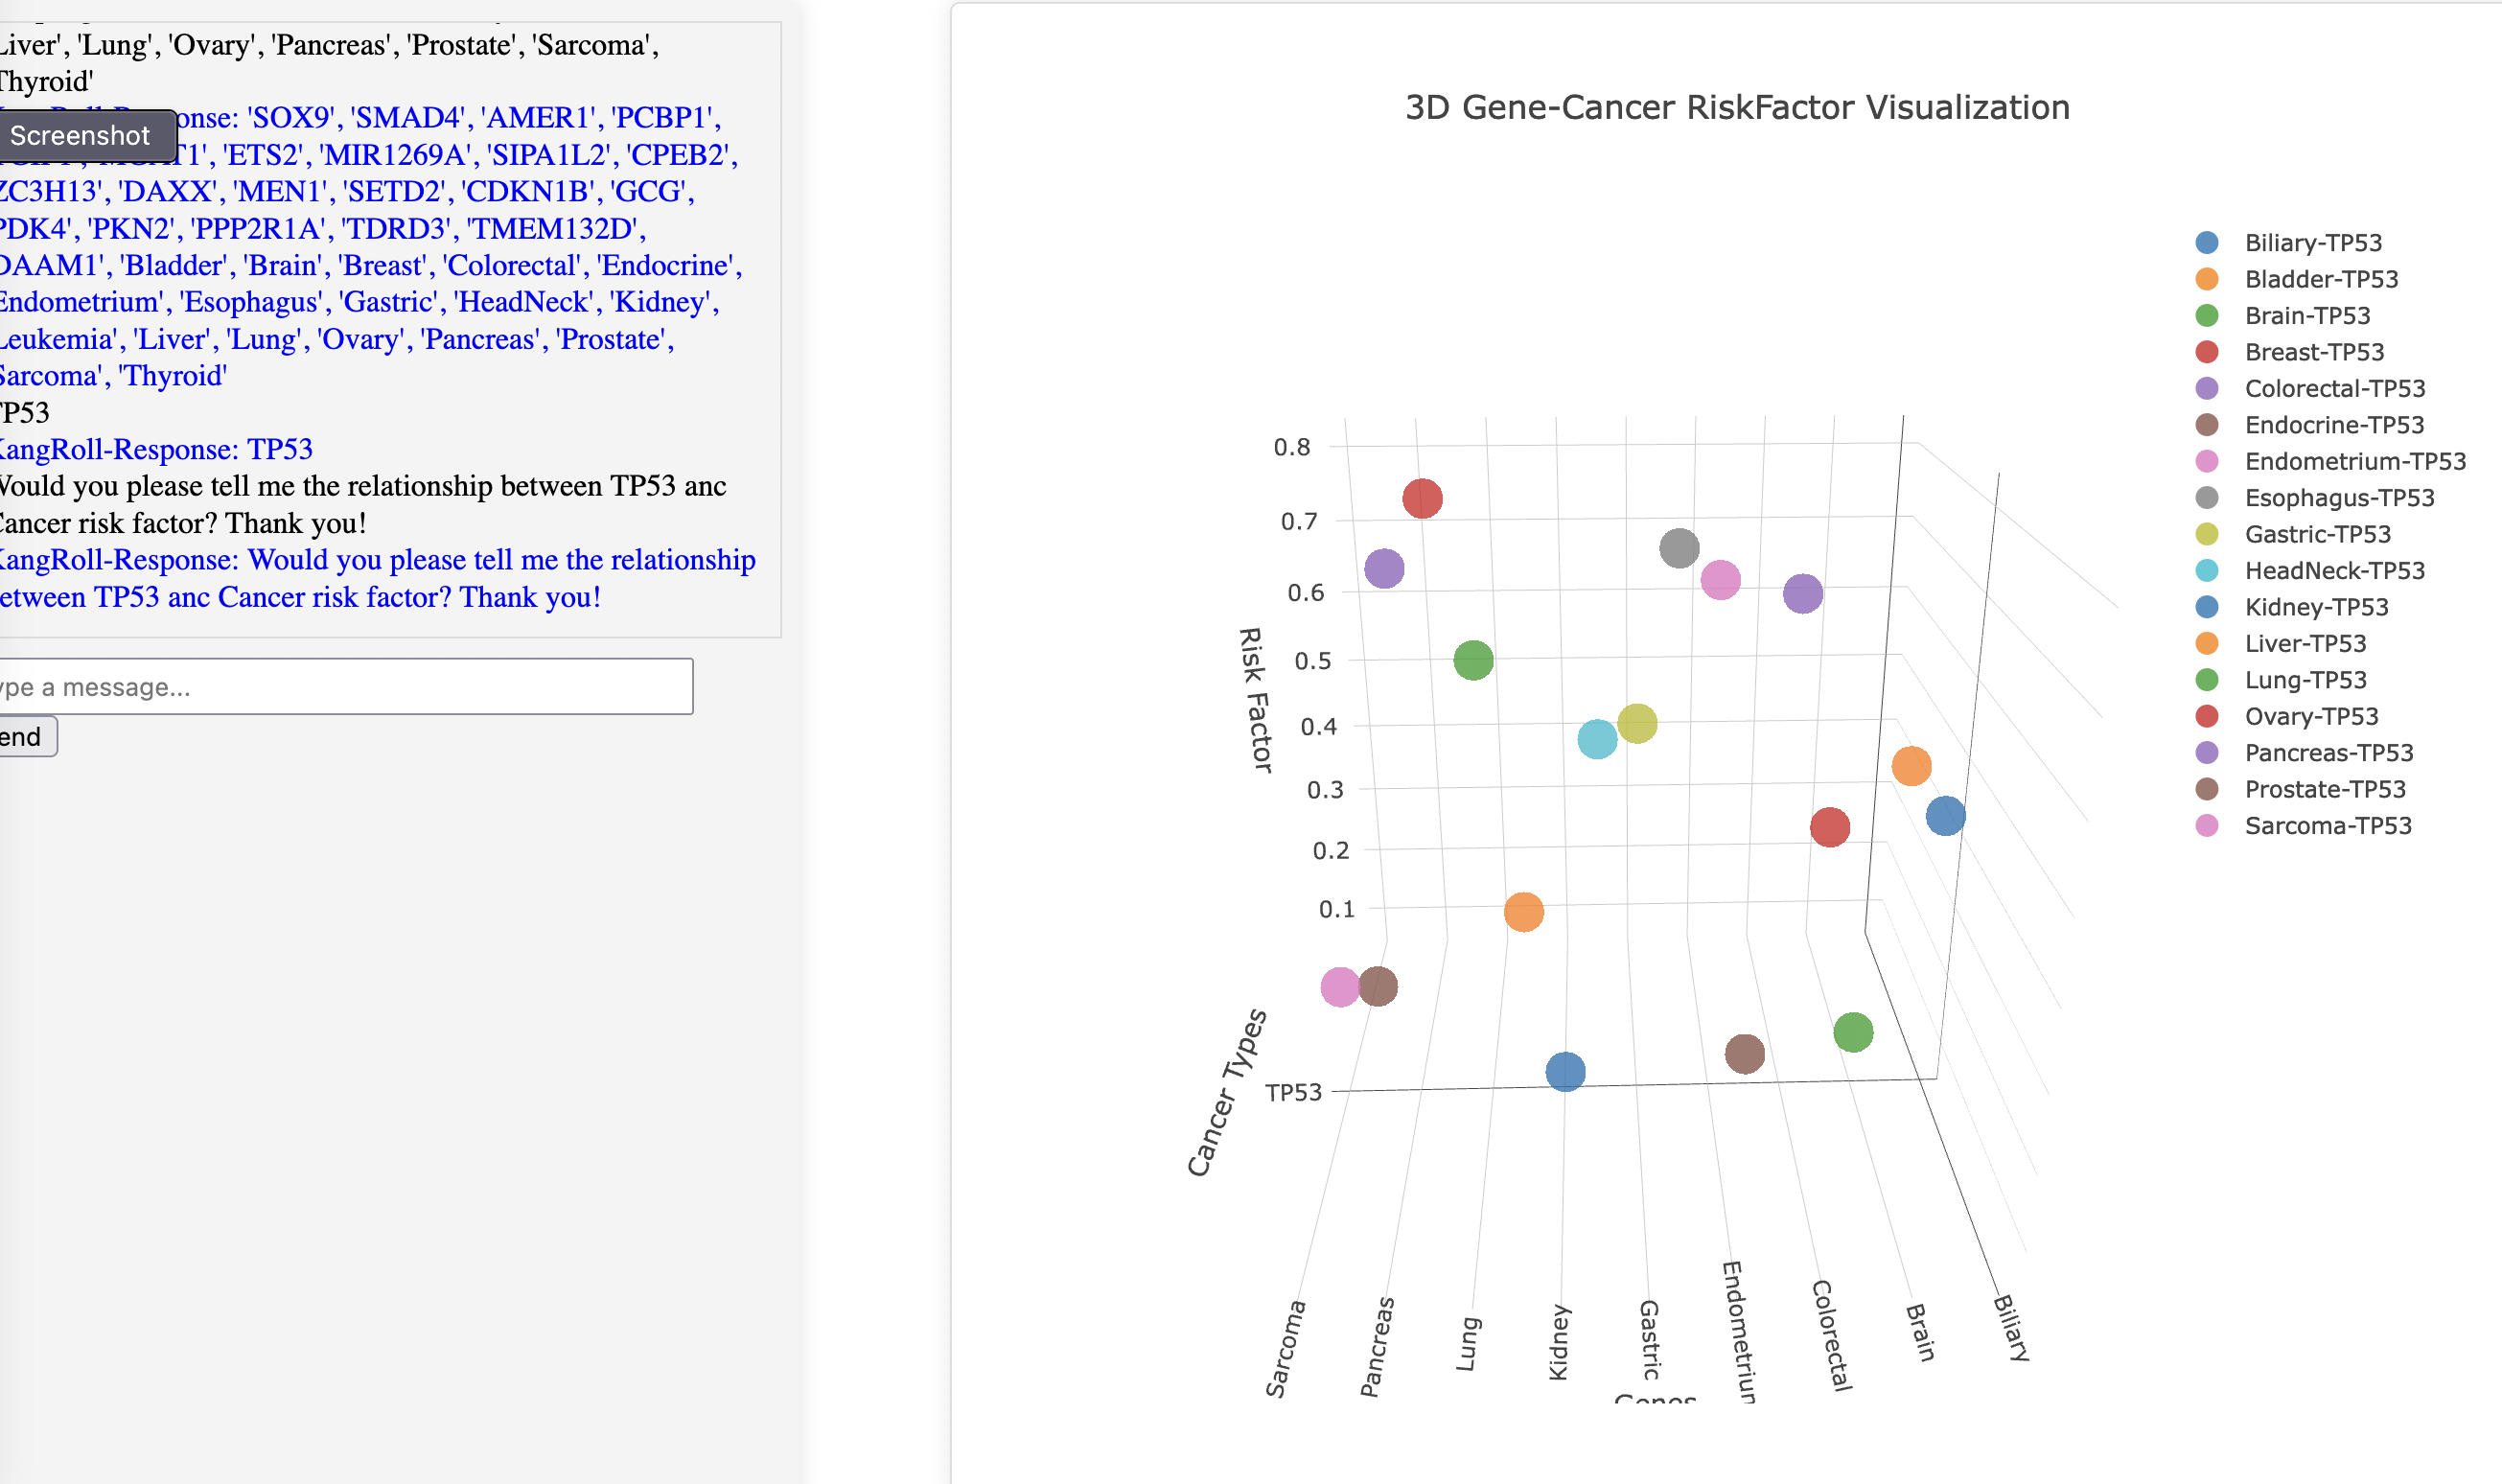 Liver', 'Lung', 'Ovary', 'Pancreas', 'Prostate', 'Sarcoma',
Thyroid'
onse: 'SOX9', 'SMAD4', 'AMER1', 'PCBP1',
Screenshot
'ETS2', 'MIR1269A', 'SIPA1L2', 'CPEB2',
ZC3H13', 'DAXX', 'MEN1', 'SETD2', 'CDKN1B', 'GCG',
PDK4', 'PKN2', 'PPP2R1A', 'TDRD3', 'TMEM132D',
DAAM1', 'Bladder', 'Brain', 'Breast', 'Colorectal', 'Endocrine',
Endometrium', 'Esophagus', 'Gastric', 'HeadNeck', 'Kidney',
Leukemia', 'Liver', 'Lung', 'Ovary', 'Pancreas', 'Prostate',
Sarcoma', 'Thyroid'
TP53
KangRoll-Response: TP53
Would you please tell me the relationship between TP53 anc
Cancer risk factor? Thank you!
KangRoll-Response: Would you please tell me the relationship
etween TP53 anc Cancer risk factor? Thank you!
ype a message...
end
3D Gene-Cancer RiskFactor Visualization
Biliary-TP53
Bladder-TP53
Brain-TP53
Breast-TP53
Colorectal-TP53
Endocrine-TP53
Endometrium-TP53
Esophagus-TP53
Gastric-TP53
HeadNeck-TP53
Kidney-TP53
Liver-TP53
Lung-TP53
Ovary-TP53
Pancreas-TP53
Prostate-TP53
Sarcoma-TP53
0.8
0.7
0.6
0.5
0.4
0.3
0.2
0.1
Risk Factor
TP53
Cancer Types
Sarcoma
Pancreas
Lung
Kidney
Gastric
Endometrium
Colorectal
Brain
Biliary
Genes